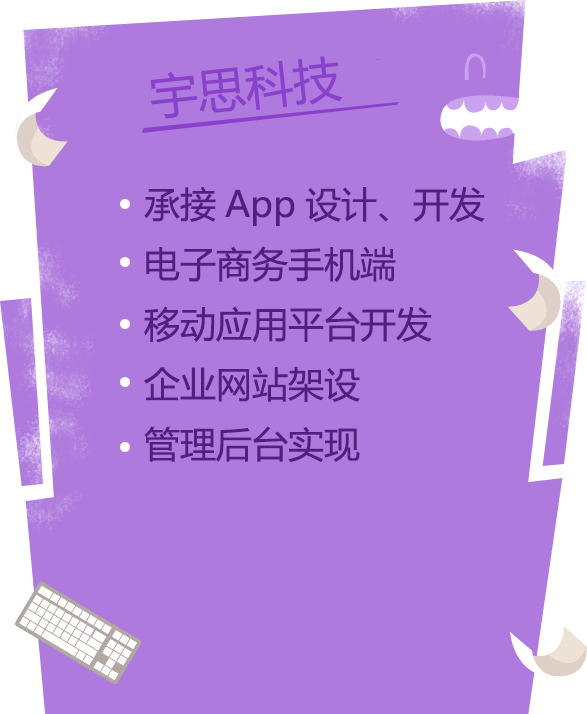 宇思科技
承接 App 设计、开发
电子商务手机端
移动应用平台开发
企业网站架设
管理后台实现